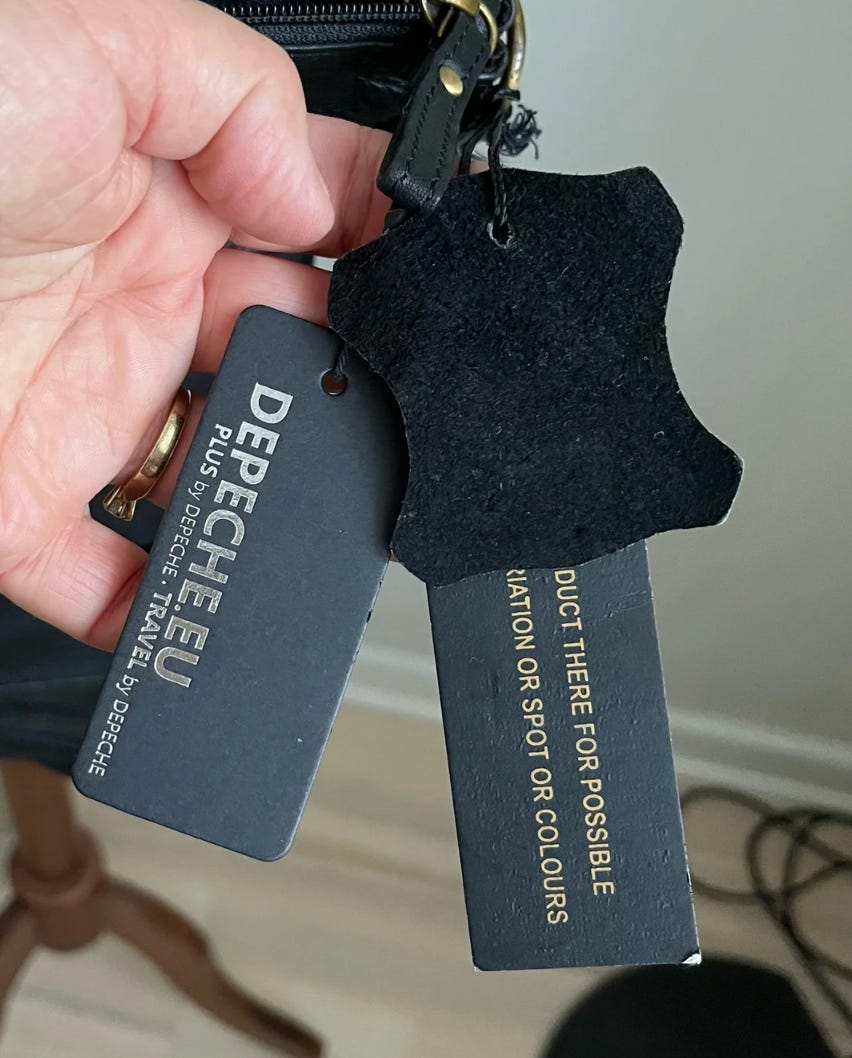 DEPECHE.EU
PLUS by DEPECHE. TRAVEL by DEPECHE
DUCT THERE FOR POSSIBLE
RIATION OR SPOT OR COLOURS